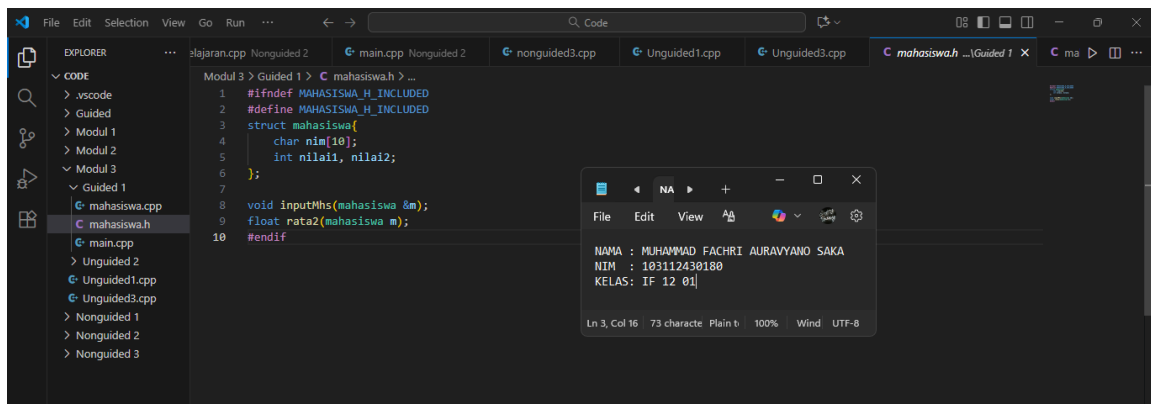 File Edit Selection View Go Run ... Code
EXPLORER ...
elajaran.cpp Nonguided 2 main.cpp Nonguided 2 nonguided3.cpp Unguided1.cpp Unguided3.cpp C mahasiswa.h ...\Guided 1 C ma ...
CODE
.vscode
Guided
Modul 1
Modul 2
Modul 3
Guided 1
mahasiswa.cpp
C mahasiswa.h
main.cpp
Unguided 2
Unguided1.cpp
Unguided3.cpp
Nonguided 1
Nonguided 2
Nonguided 3
Modul 3 > Guided 1 > C mahasiswa.h > ...
1 #ifndef MAHASISWA_H_INCLUDED
2 #define MAHASISWA_H_INCLUDED
3 struct mahasiswa{
4 char nim[10];
5 int nilai1, nilai2;
6 };
7
8 void inputMhs(mahasiswa &m);
9 float rata2(mahasiswa m);
10 #endif
NA
File Edit View
NAMA : MUHAMMAD FACHRI AURAVYANO SAKA
NIM : 103112430180
KELAS: IF 12 01
Ln 3, Col 16 73 characte Plain t 100% Wind UTF-8